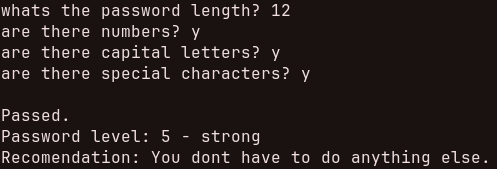 whats the password length? 12
are there numbers? y
are there capital letters? y
are there special characters? y
Passed.
Password level: 5 - strong
Recomendation: You dont have to do anything else.